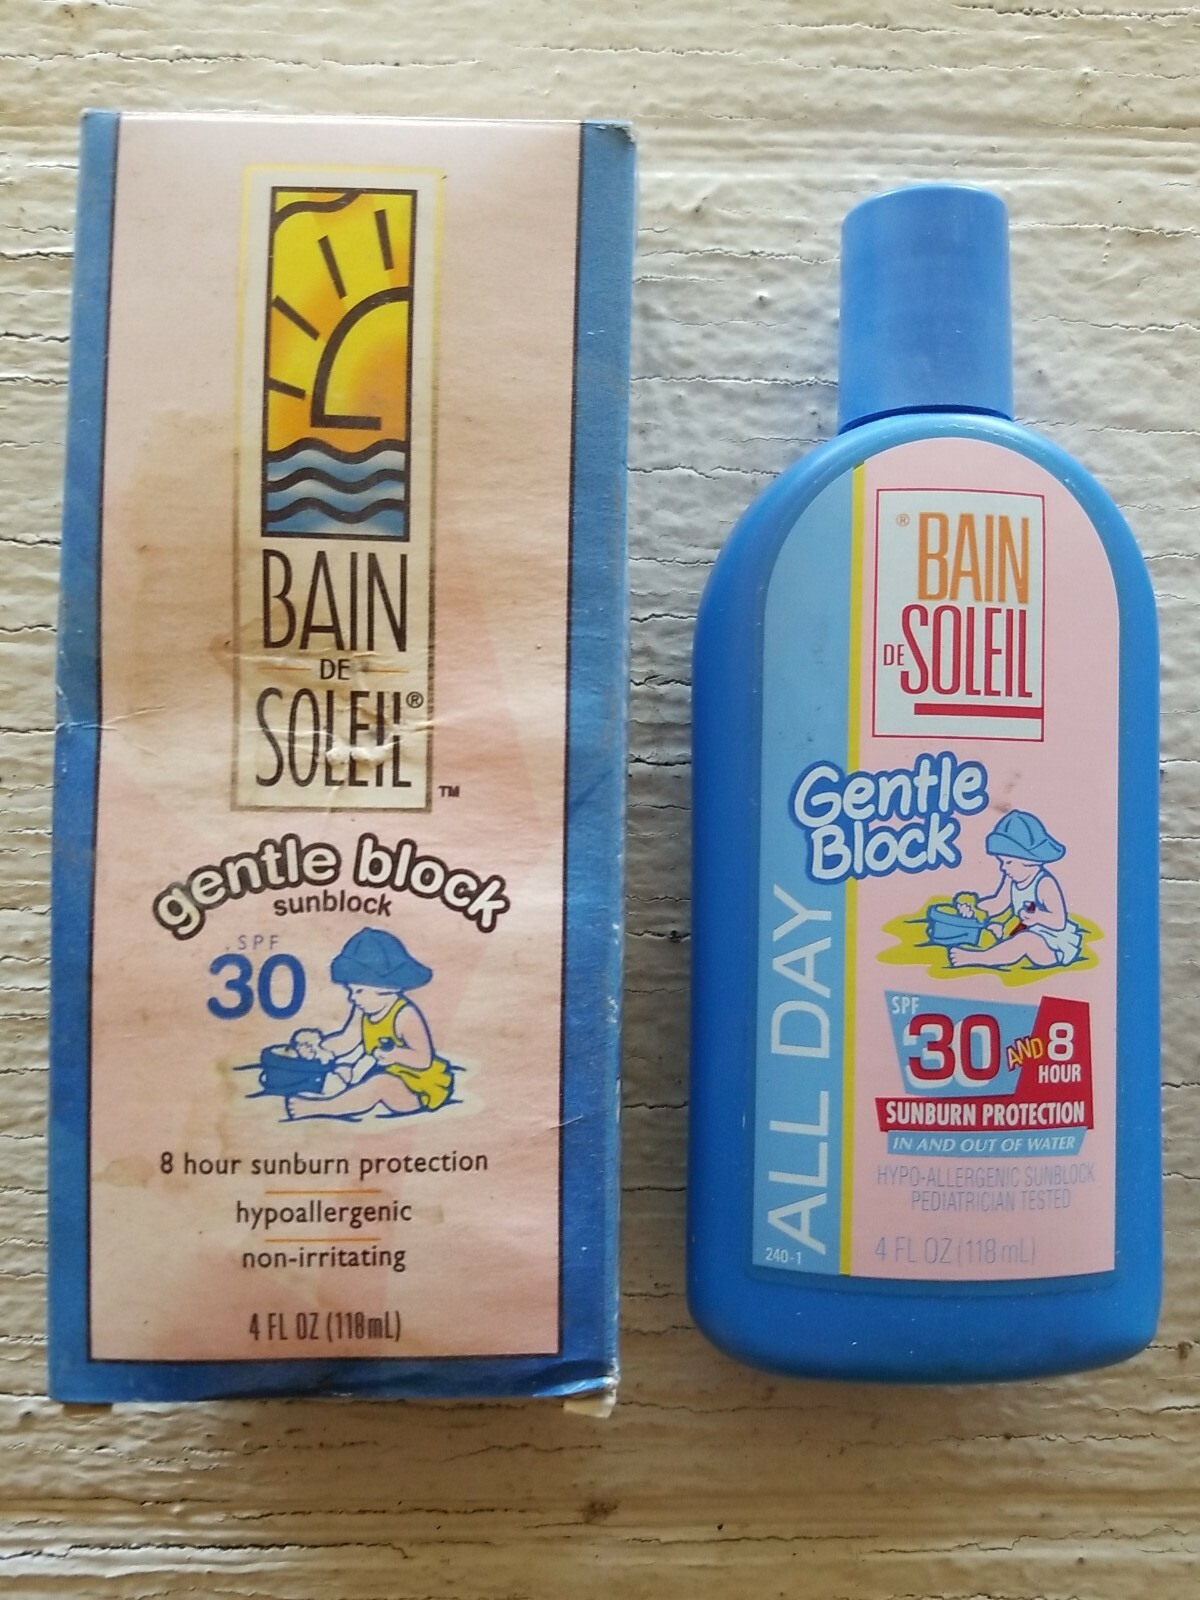 BAIN
DE
SOLEIL®
™
gentle block
sunblock
SPF
30
8 hour sunburn protection
hypoallergenic
non-irritating
4 FL OZ (118mL)
® BAIN
DE SOLEIL
Gentle
Block
ALL DAY
SPF
30 AND 8
HOUR
SUNBURN PROTECTION
IN AND OUT OF WATER
HYPO-ALLERGENIC SUNBLOCK
PEDIATRICIAN TESTED
240-1
4 FL OZ (118 mL)